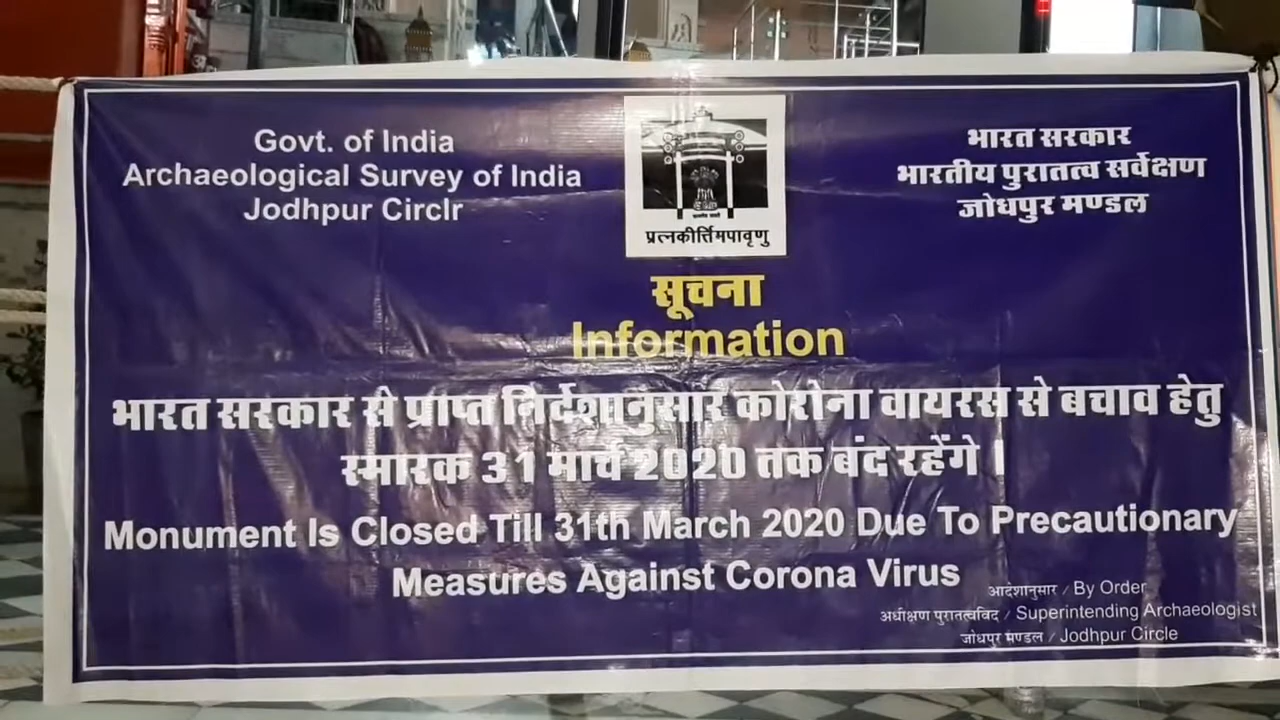 Govt. of India
Archaeological Survey of India
Jodhpur Circlr
प्रत्नकीर्त्तिमपावृणु
भारत सरकार
भारतीय पुरातत्व सर्वेक्षण
जोधपुर मण्डल
सूचना
Information
भारत सरकार से प्राप्त निर्देशानुसार कोरोना वायरस से बचाव हेतु
स्मारक 31 मार्च 2020 तक बंद रहेंगे।
Monument Is Closed Till 31th March 2020 Due To Precautionary
Measures Against Corona Virus
आदेशानुसार / By Order
अधीक्षण पुरातत्वविद / Superintending Archaeologist
जोधपुर मण्डल / Jodhpur Circle